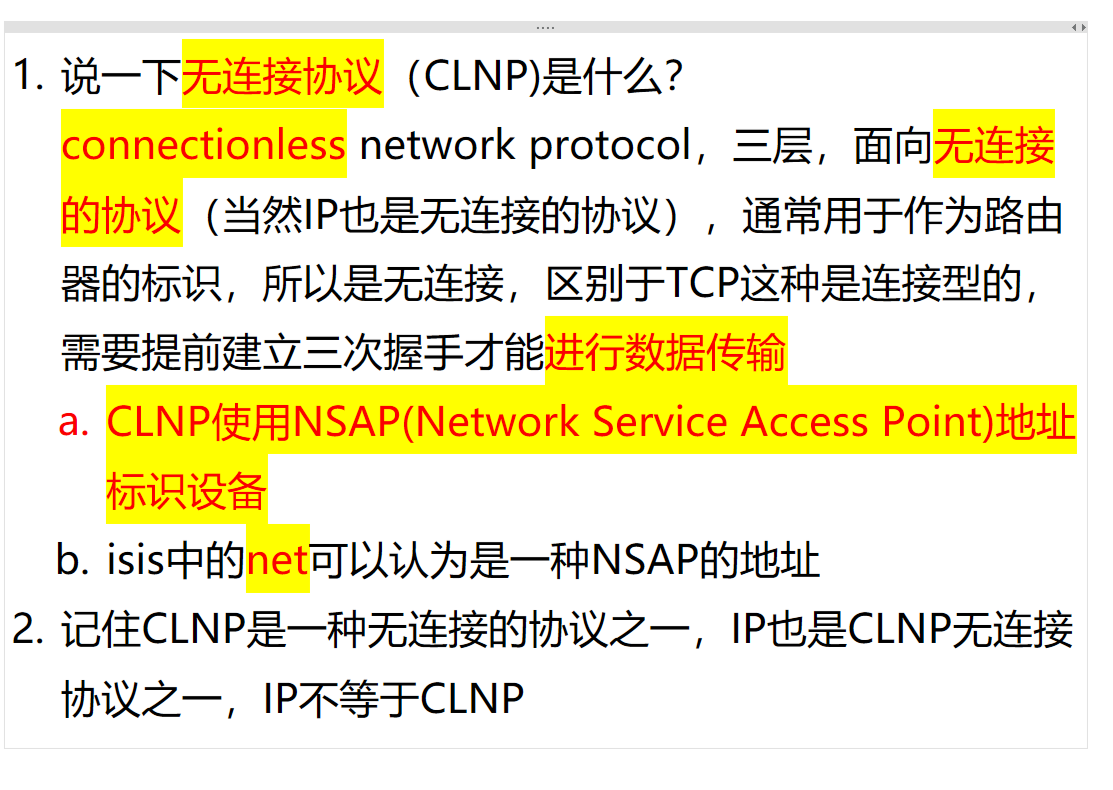 1. 说一下无连接协议（CLNP)是什么？
connectionless network protocol，三层，面向无连接
的协议（当然IP也是无连接的协议），通常用于作为路由
器的标识，所以是无连接，区别于TCP这种是连接型的，
需要提前建立三次握手才能进行数据传输
a. CLNP使用NSAP(Network Service Access Point)地址
标识设备
b. isis中的net可以认为是一种NSAP的地址
2. 记住CLNP是一种无连接的协议之一，IP也是CLNP无连接
协议之一，IP不等于CLNP